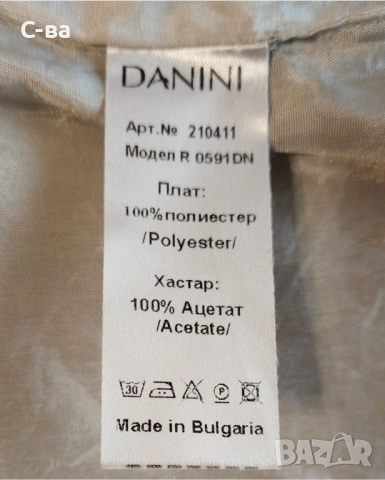 С-ва
DANINI
Арт.№ 210411
Модел R 0591DN
Плат:
100%полиестер
/Polyester/
Хастар:
100% Ацетат
/Acetate/
30 P
Made in Bulgaria
BAZAR